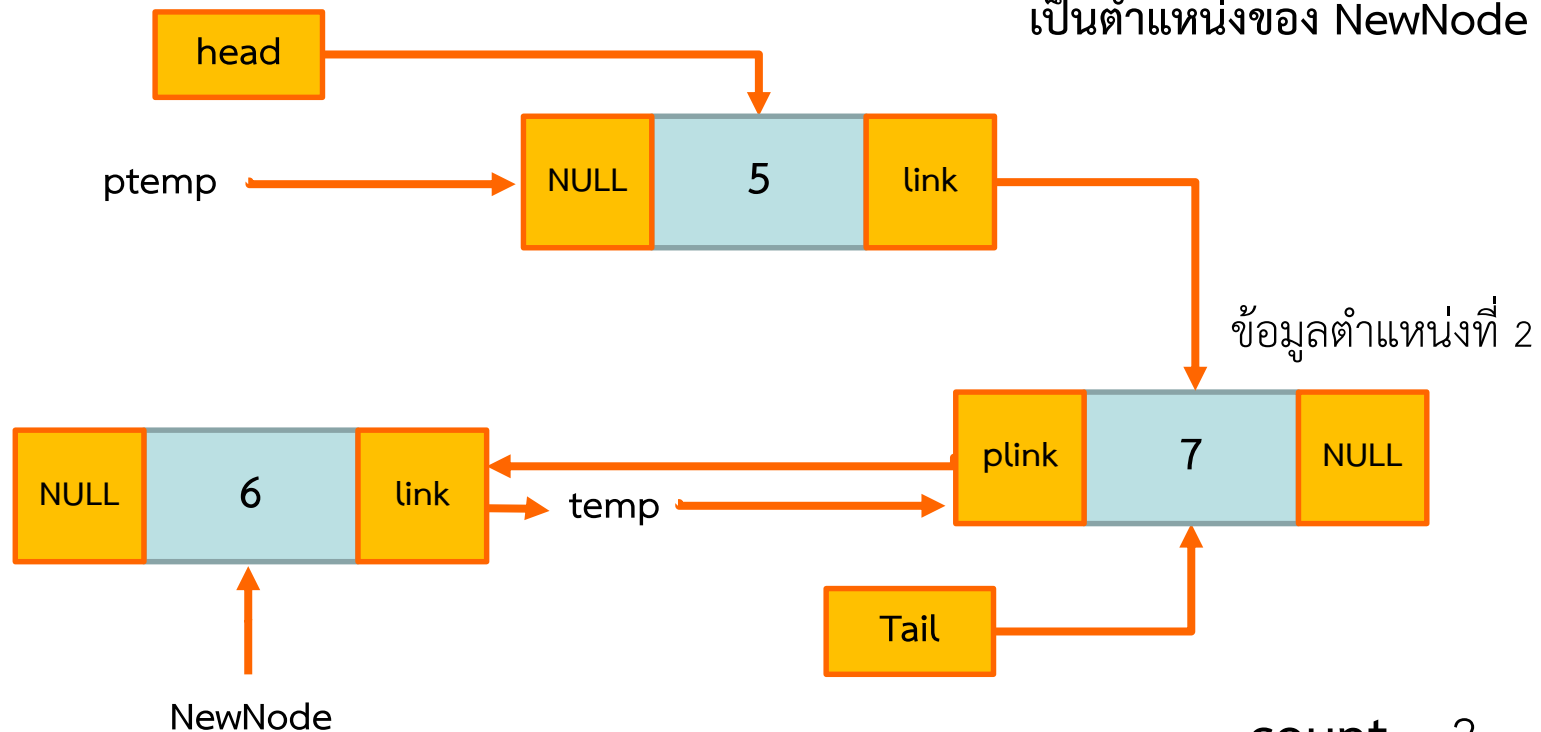 เป็นตำแหน่งของ NewNode
head
ptemp
NULL 5 link
ข้อมูลตำแหน่งที่ 2
NULL 6 link
temp
plink 7 NULL
Tail
NewNode
count